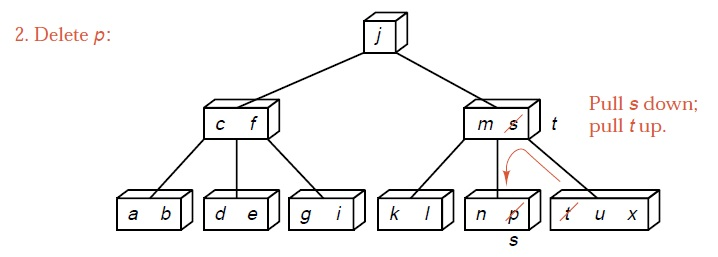 2. Delete p:
j
c f
m s t
Pull s down;
pull t up.
a b
d e
g i
k l
n p
t u x
s